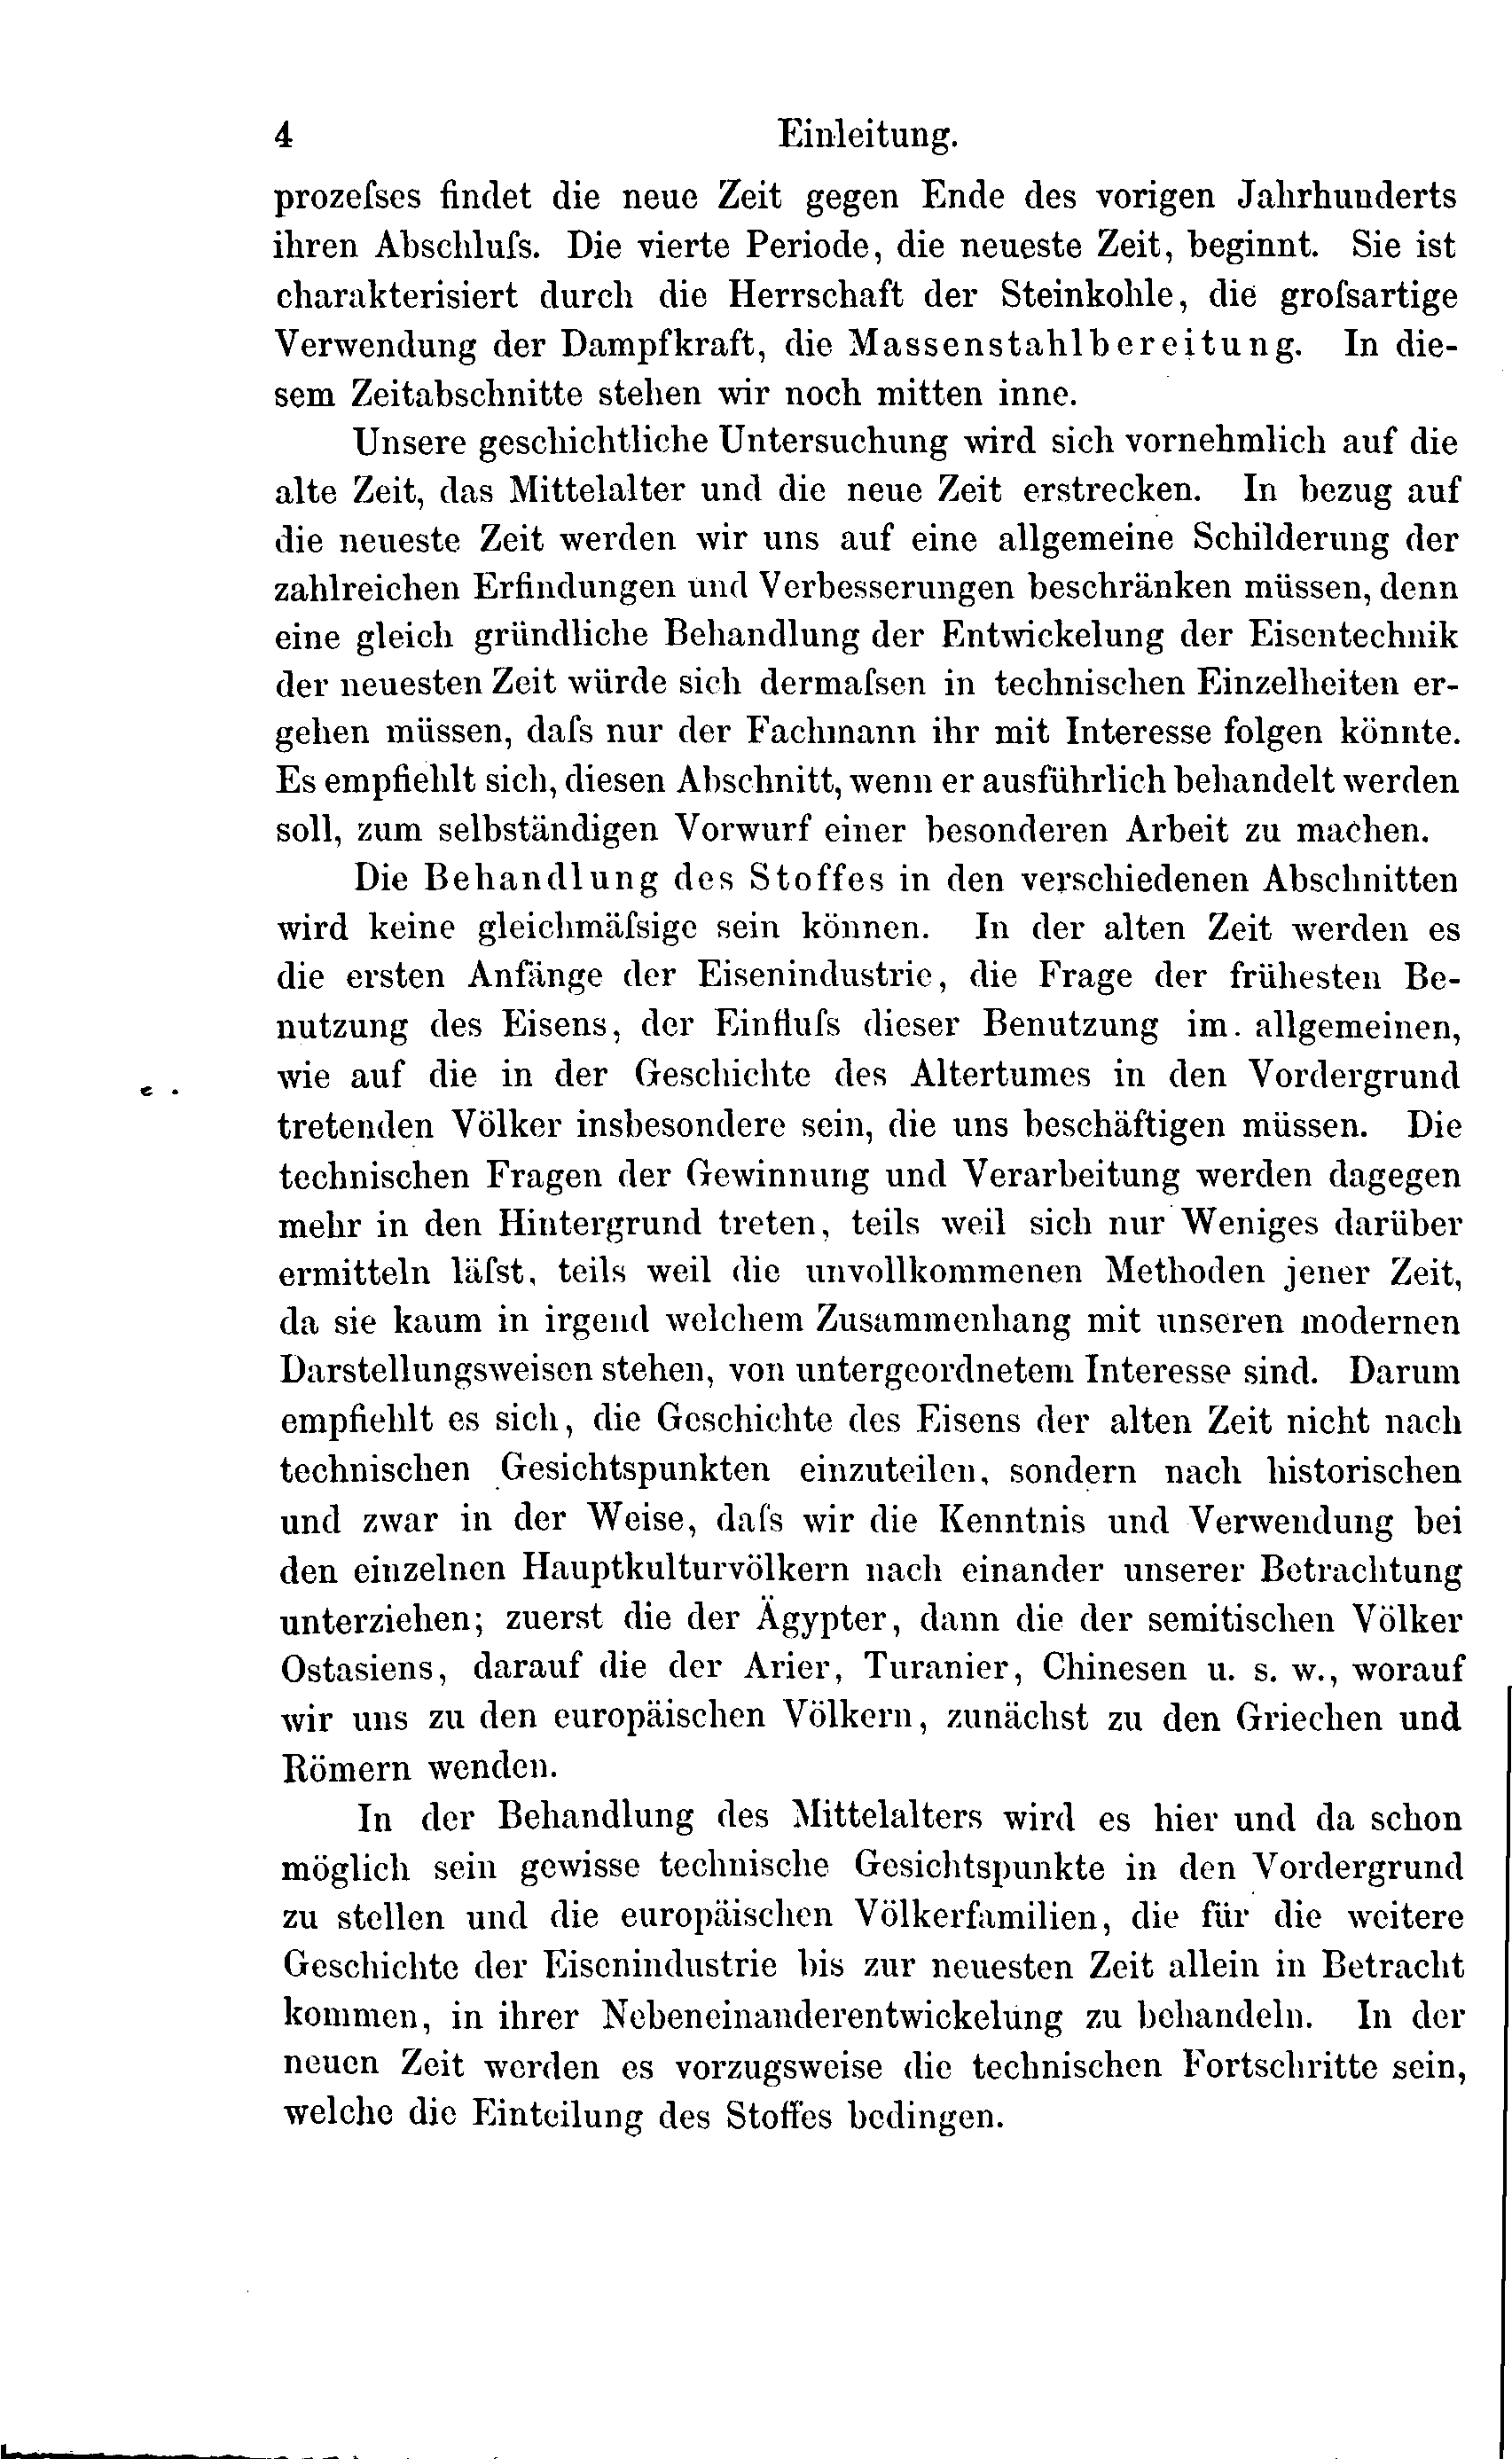 4 Einleitung.
prozeſses findet die neue Zeit gegen Ende des vorigen Jahrhunderts
ihren Abschluſs. Die vierte Periode, die neueste Zeit, beginnt. Sie ist
charakterisiert durch die Herrschaft der Steinkohle, die groſsartige
Verwendung der Dampfkraft, die Massenstahlbereitung. In die-
sem Zeitabschnitte stehen wir noch mitten inne.
Unsere geschichtliche Untersuchung wird sich vornehmlich auf die
alte Zeit, das Mittelalter und die neue Zeit erstrecken. In bezug auf
die neueste Zeit werden wir uns auf eine allgemeine Schilderung der
zahlreichen Erfindungen und Verbesserungen beschränken müssen, denn
eine gleich gründliche Behandlung der Entwickelung der Eisentechnik
der neuesten Zeit würde sich dermaſsen in technischen Einzelheiten er-
gehen müssen, daſs nur der Fachmann ihr mit Interesse folgen könnte.
Es empfiehlt sich, diesen Abschnitt, wenn er ausführlich behandelt werden
soll, zum selbständigen Vorwurf einer besonderen Arbeit zu machen.
Die Behandlung des Stoffes in den verschiedenen Abschnitten
wird keine gleichmäſsige sein können. In der alten Zeit werden es
die ersten Anfänge der Eisenindustrie, die Frage der frühesten Be-
nutzung des Eisens, der Einfluſs dieser Benutzung im. allgemeinen,
wie auf die in der Geschichte des Altertumes in den Vordergrund
tretenden Völker insbesondere sein, die uns beschäftigen müssen. Die
technischen Fragen der Gewinnung und Verarbeitung werden dagegen
mehr in den Hintergrund treten, teils weil sich nur Weniges darüber
ermitteln läſst, teils weil die unvollkommenen Methoden jener Zeit,
da sie kaum in irgend welchem Zusammenhang mit unseren modernen
Darstellungsweisen stehen, von untergeordnetem Interesse sind. Darum
empfiehlt es sich, die Geschichte des Eisens der alten Zeit nicht nach
technischen Gesichtspunkten einzuteilen, sondern nach historischen
und zwar in der Weise, daſs wir die Kenntnis und Verwendung bei
den einzelnen Hauptkulturvölkern nach einander unserer Betrachtung
unterziehen; zuerst die der Ägypter, dann die der semitischen Völker
Ostasiens, darauf die der Arier, Turanier, Chinesen u. s. w., worauf
wir uns zu den europäischen Völkern, zunächst zu den Griechen und
Römern wenden.
In der Behandlung des Mittelalters wird es hier und da schon
möglich sein gewisse technische Gesichtspunkte in den Vordergrund
zu stellen und die europäischen Völkerfamilien, die für die weitere
Geschichte der Eisenindustrie bis zur neuesten Zeit allein in Betracht
kommen, in ihrer Nebeneinanderentwickelung zu behandeln. In der
neuen Zeit werden es vorzugsweise die technischen Fortschritte sein,
welche die Einteilung des Stoffes bedingen.